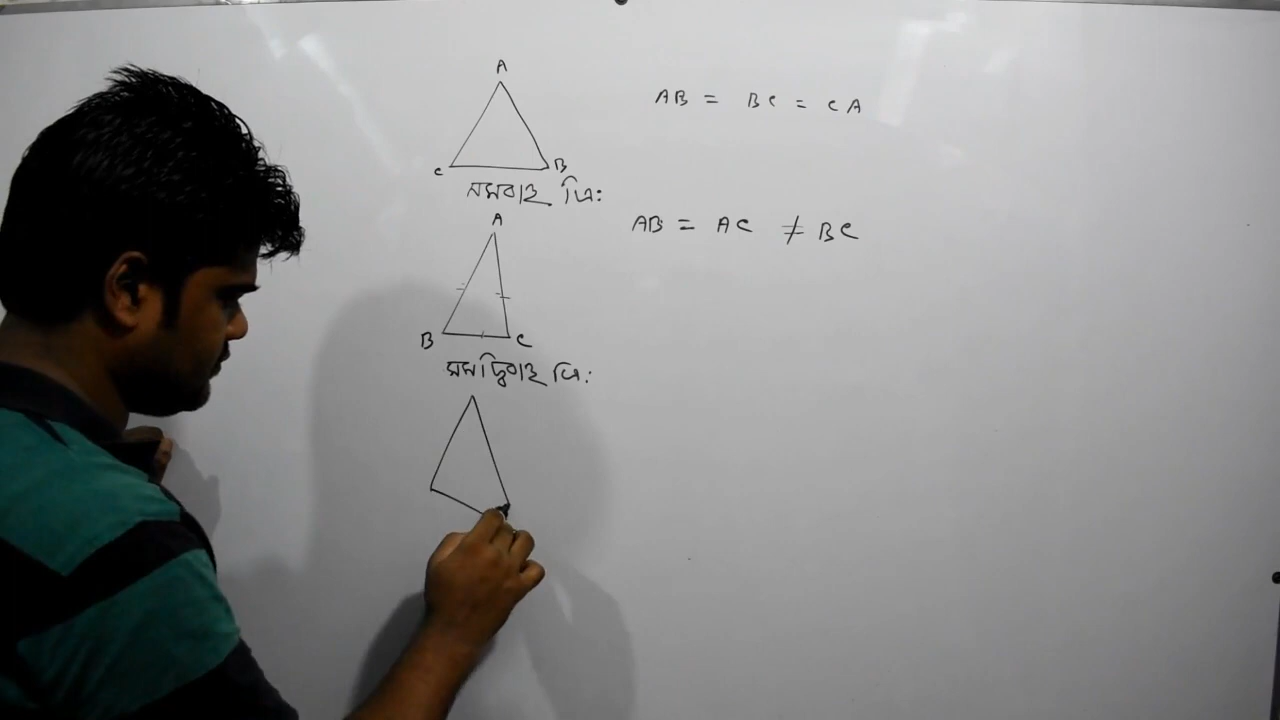 A
AB = BC = CA
C B
সমবাহু ত্রি:
A
AB = AC ≠ BC
B C
সমদ্বিবাহু ত্রি: